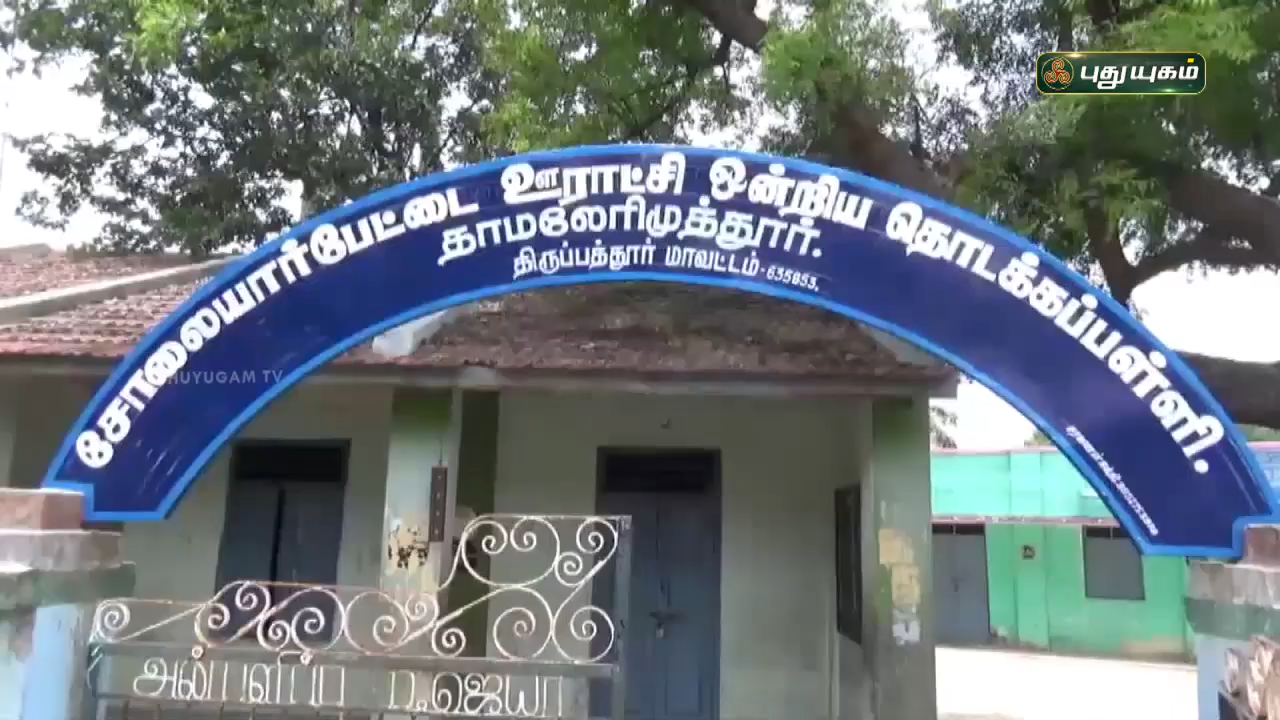 புதுயுகம்
சோலையார்பேட்டை ஊராட்சி ஒன்றிய தொடக்கப்பள்ளி.
தாமலேரிமுத்தூர்.
திருப்பத்தூர் மாவட்டம்-635853.
HUYUGAM TV
அன்பளிப்பு